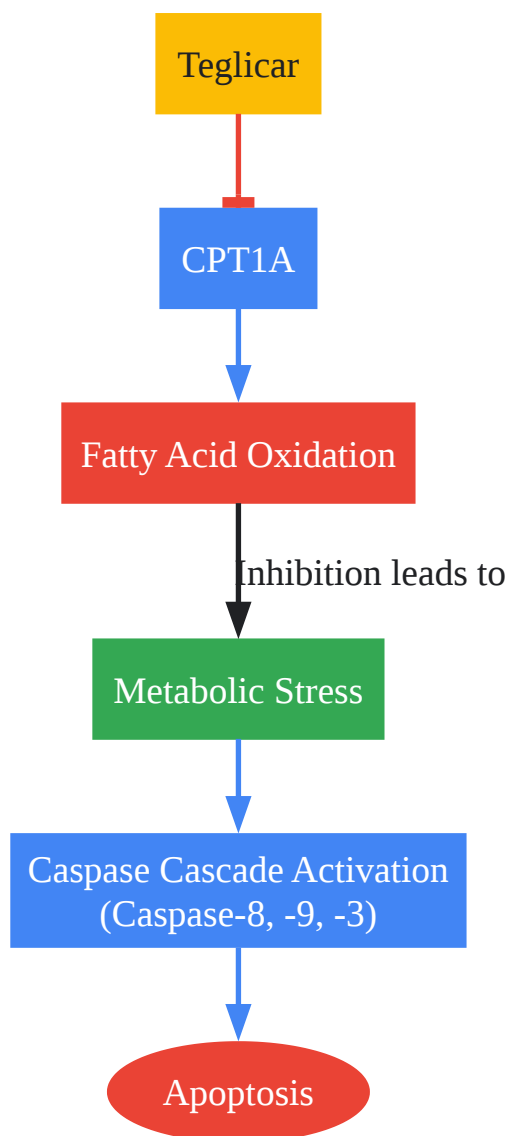 Teglicar
CPT1A
Fatty Acid Oxidation
Inhibition leads to
Metabolic Stress
Caspase Cascade Activation
(Caspase-8, -9, -3)
Apoptosis